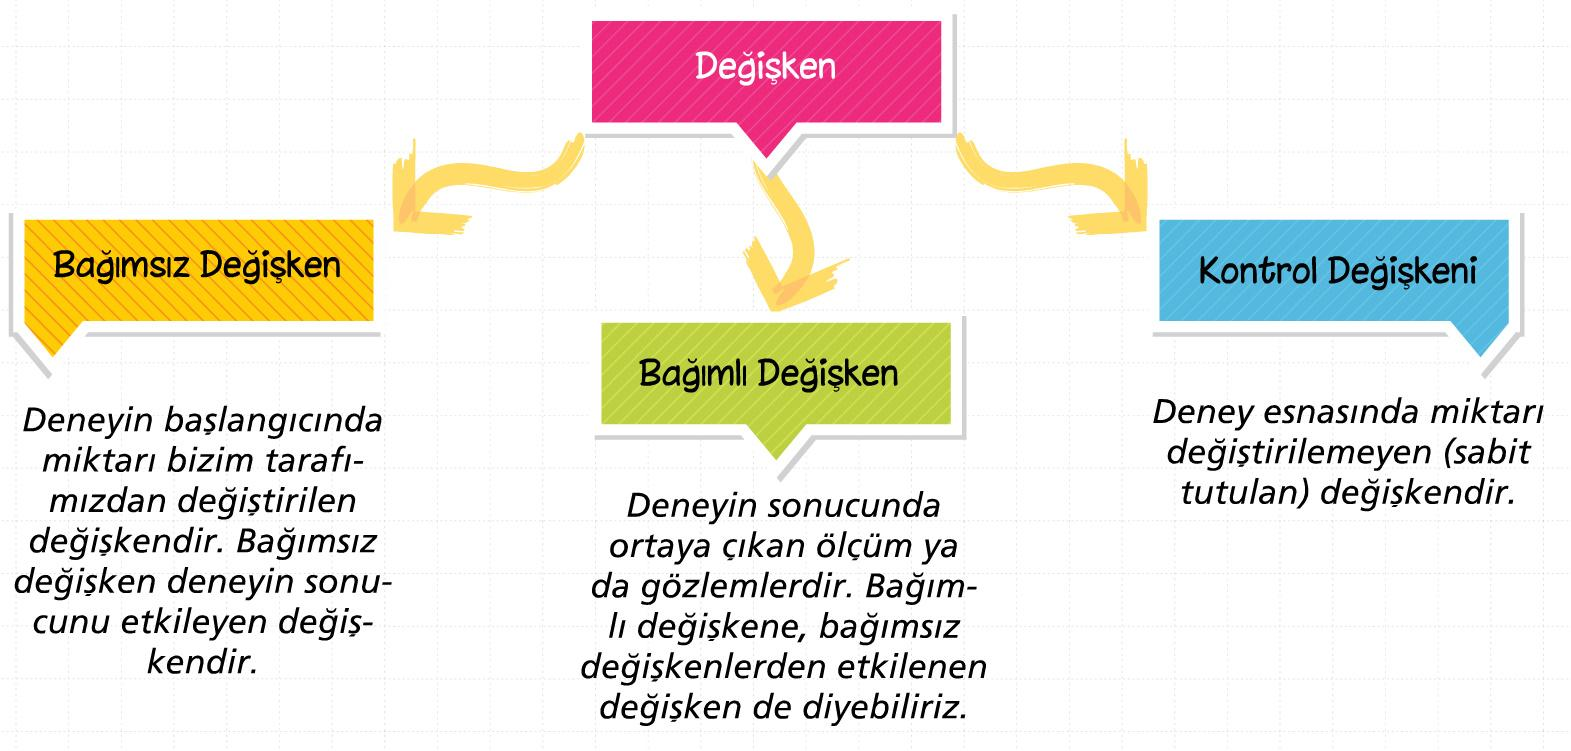 Değişken
Bağımsız Değişken
Deneyin başlangıcında
miktarı bizim tarafı-
mızdan değiştirilen
değişkendir. Bağımsız
değişken deneyin sonu-
cunu etkileyen değiş-
kendir.
Bağımlı Değişken
Deneyin sonucunda
ortaya çıkan ölçüm ya
da gözlemlerdir. Bağım-
lı değişkene, bağımsız
değişkenlerden etkilenen
değişken de diyebiliriz.
Kontrol Değişkeni
Deney esnasında miktarı
değiştirilemeyen (sabit
tutulan) değişkendir.